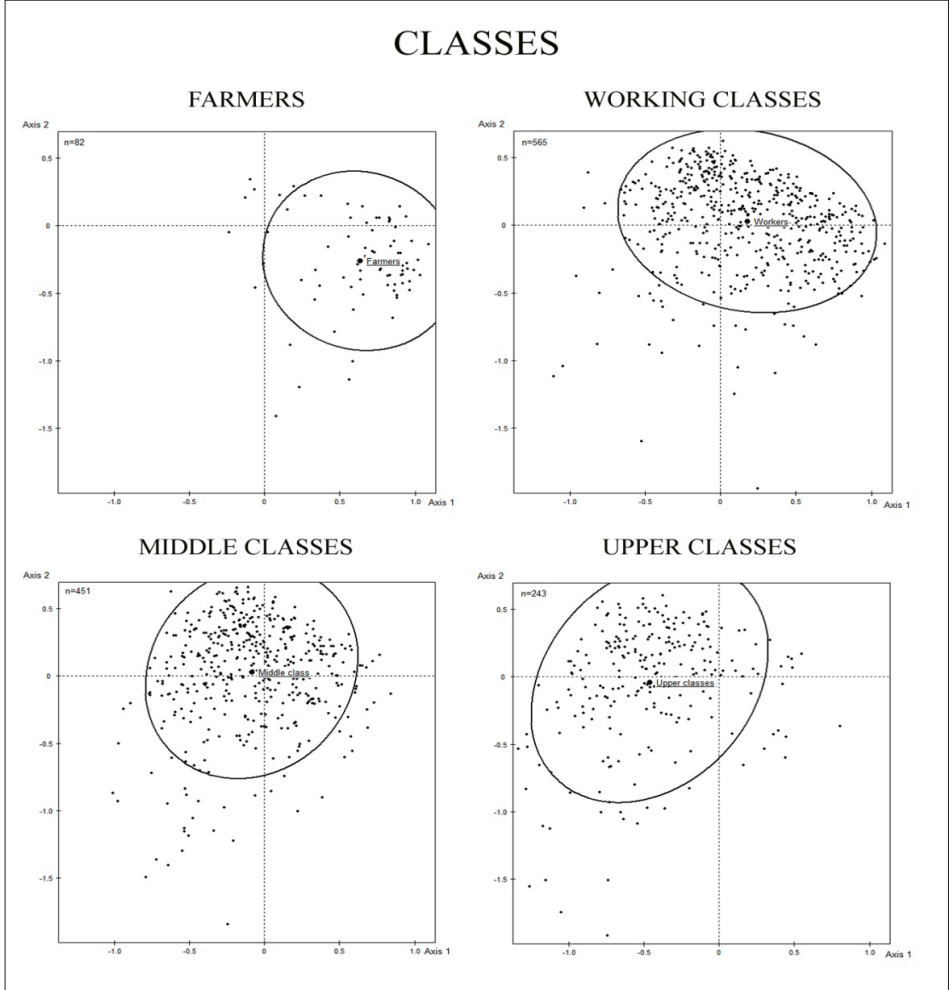 CLASSES
FARMERS
Axis 2
n=82
0.5
0
Farmers
-0.5
-1.0
-1.5
-1.0 -0.5 0 0.5 1.0 Axis 1
WORKING CLASSES
Axis 2
n=565
0.5
0
Workers
-0.5
-1.0
-1.5
-1.0 -0.5 0 0.5 1.0
Axis 1
MIDDLE CLASSES
Axis 2
n=451
0.5
0
Middle class
-0.5
-1.0
-1.5
-1.0 -0.5 0 0.5 1.0 Axis 1
UPPER CLASSES
Axis 2
n=243
0.5
0
Upper classes
-0.5
-1.0
-1.5
-1.0 -0.5 0 0.5 1.0
Axis 1